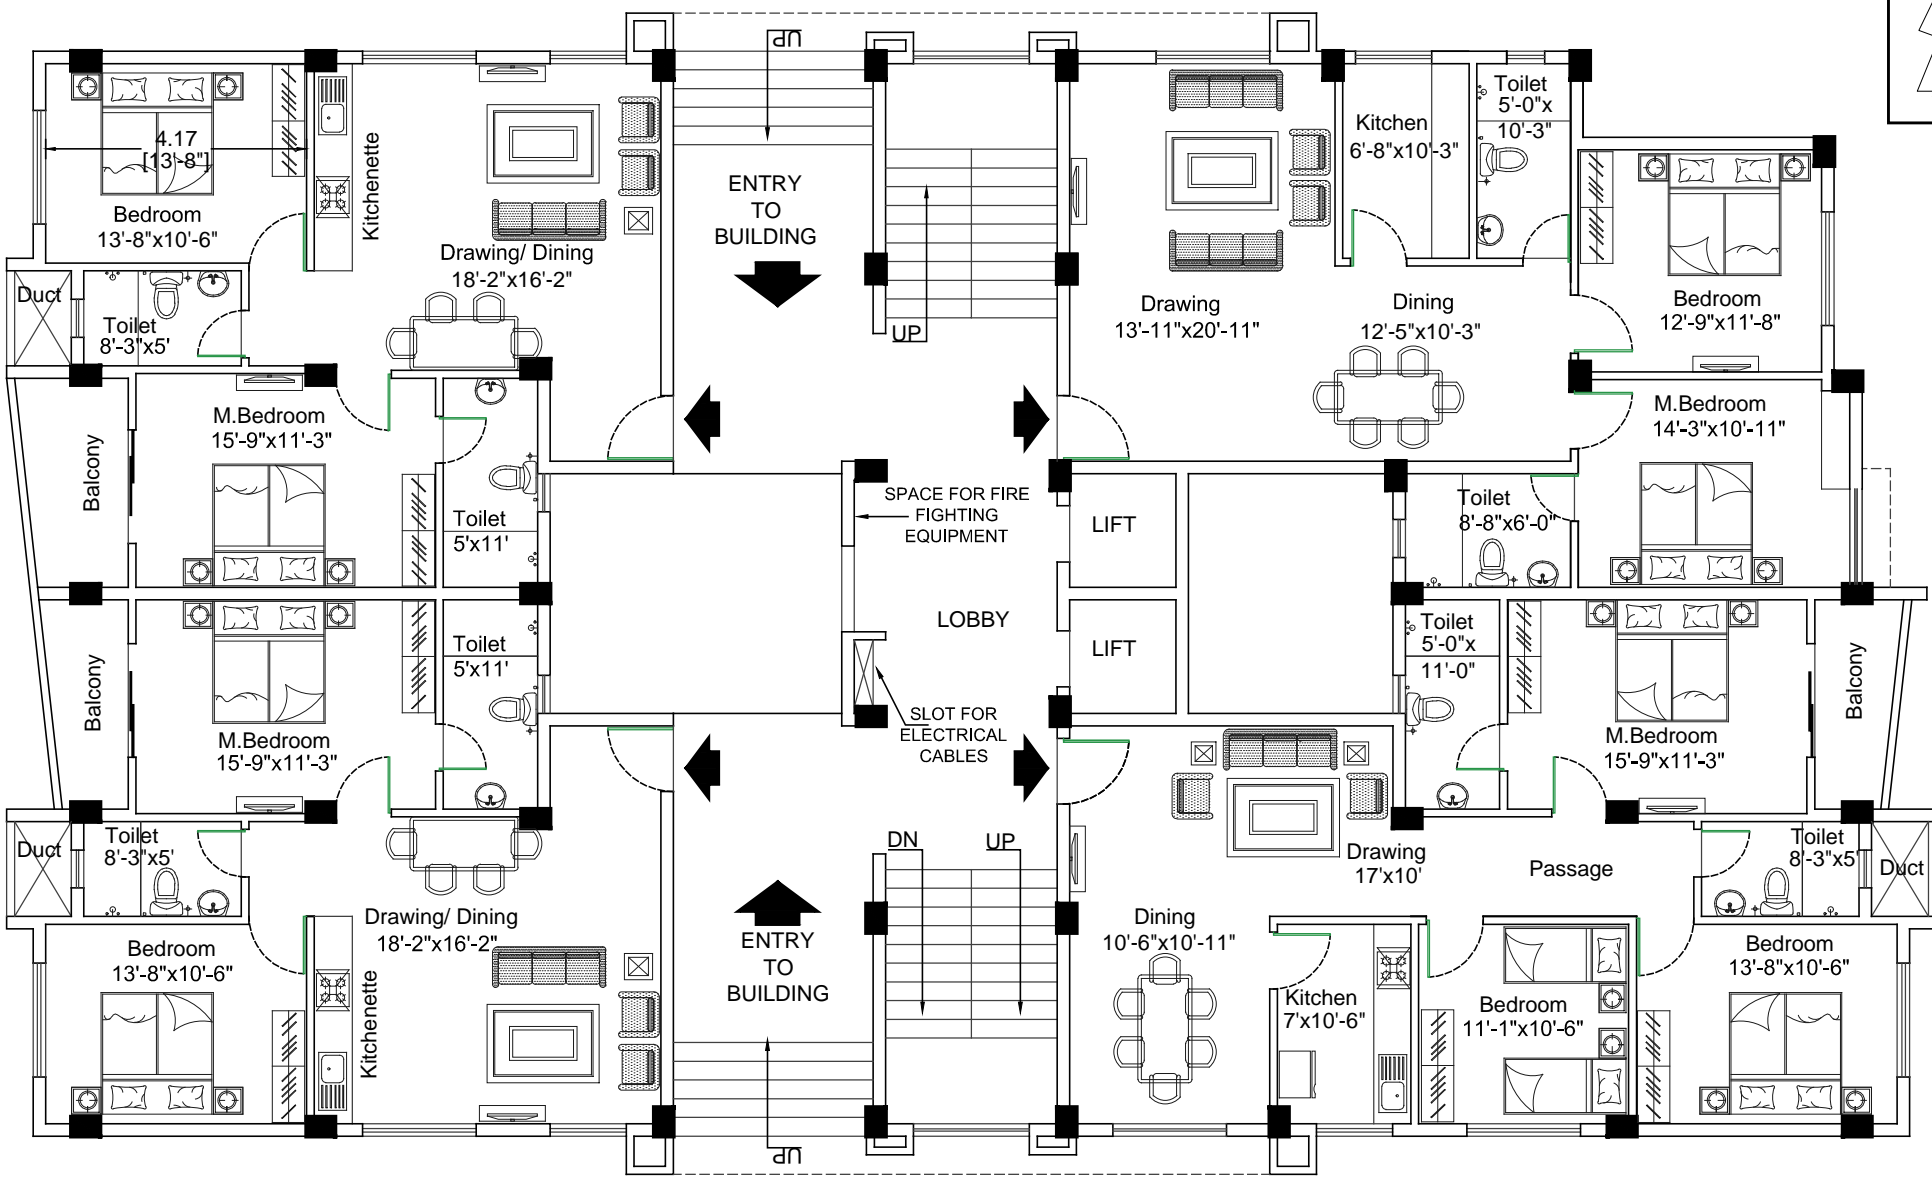 UP
4.17
[13'-8"]
Bedroom
13'-8"x10'-6"
Kitchenette
Drawing/ Dining
18'-2"x16'-2"
Duct
Toilet
8'-3"x5'
ENTRY
TO
BUILDING
UP
Drawing
13'-11"x20'-11"
Kitchen
6'-8"x10'-3"
Toilet
5'-0"x
10'-3"
Dining
12'-5"x10'-3"
Bedroom
12'-9"x11'-8"
M.Bedroom
15'-9"x11'-3"
Balcony
Toilet
5'x11'
M.Bedroom
14'-3"x10'-11"
Toilet
8'-8"x6'-0"
SPACE FOR FIRE
FIGHTING
EQUIPMENT
LIFT
LOBBY
LIFT
SLOT FOR
ELECTRICAL
CABLES
Balcony
M.Bedroom
15'-9"x11'-3"
Toilet
5'x11'
Toilet
5'-0"x
11'-0"
M.Bedroom
15'-9"x11'-3"
Balcony
Duct
Toilet
8'-3"x5'
Drawing/ Dining
18'-2"x16'-2"
Bedroom
13'-8"x10'-6"
Kitchenette
ENTRY
TO
BUILDING
UP
DN
UP
Drawing
17'x10'
Passage
Toilet
8'-3"x5'
Duct
Dining
10'-6"x10'-11"
Kitchen
7'x10'-6"
Bedroom
11'-1"x10'-6"
Bedroom
13'-8"x10'-6"